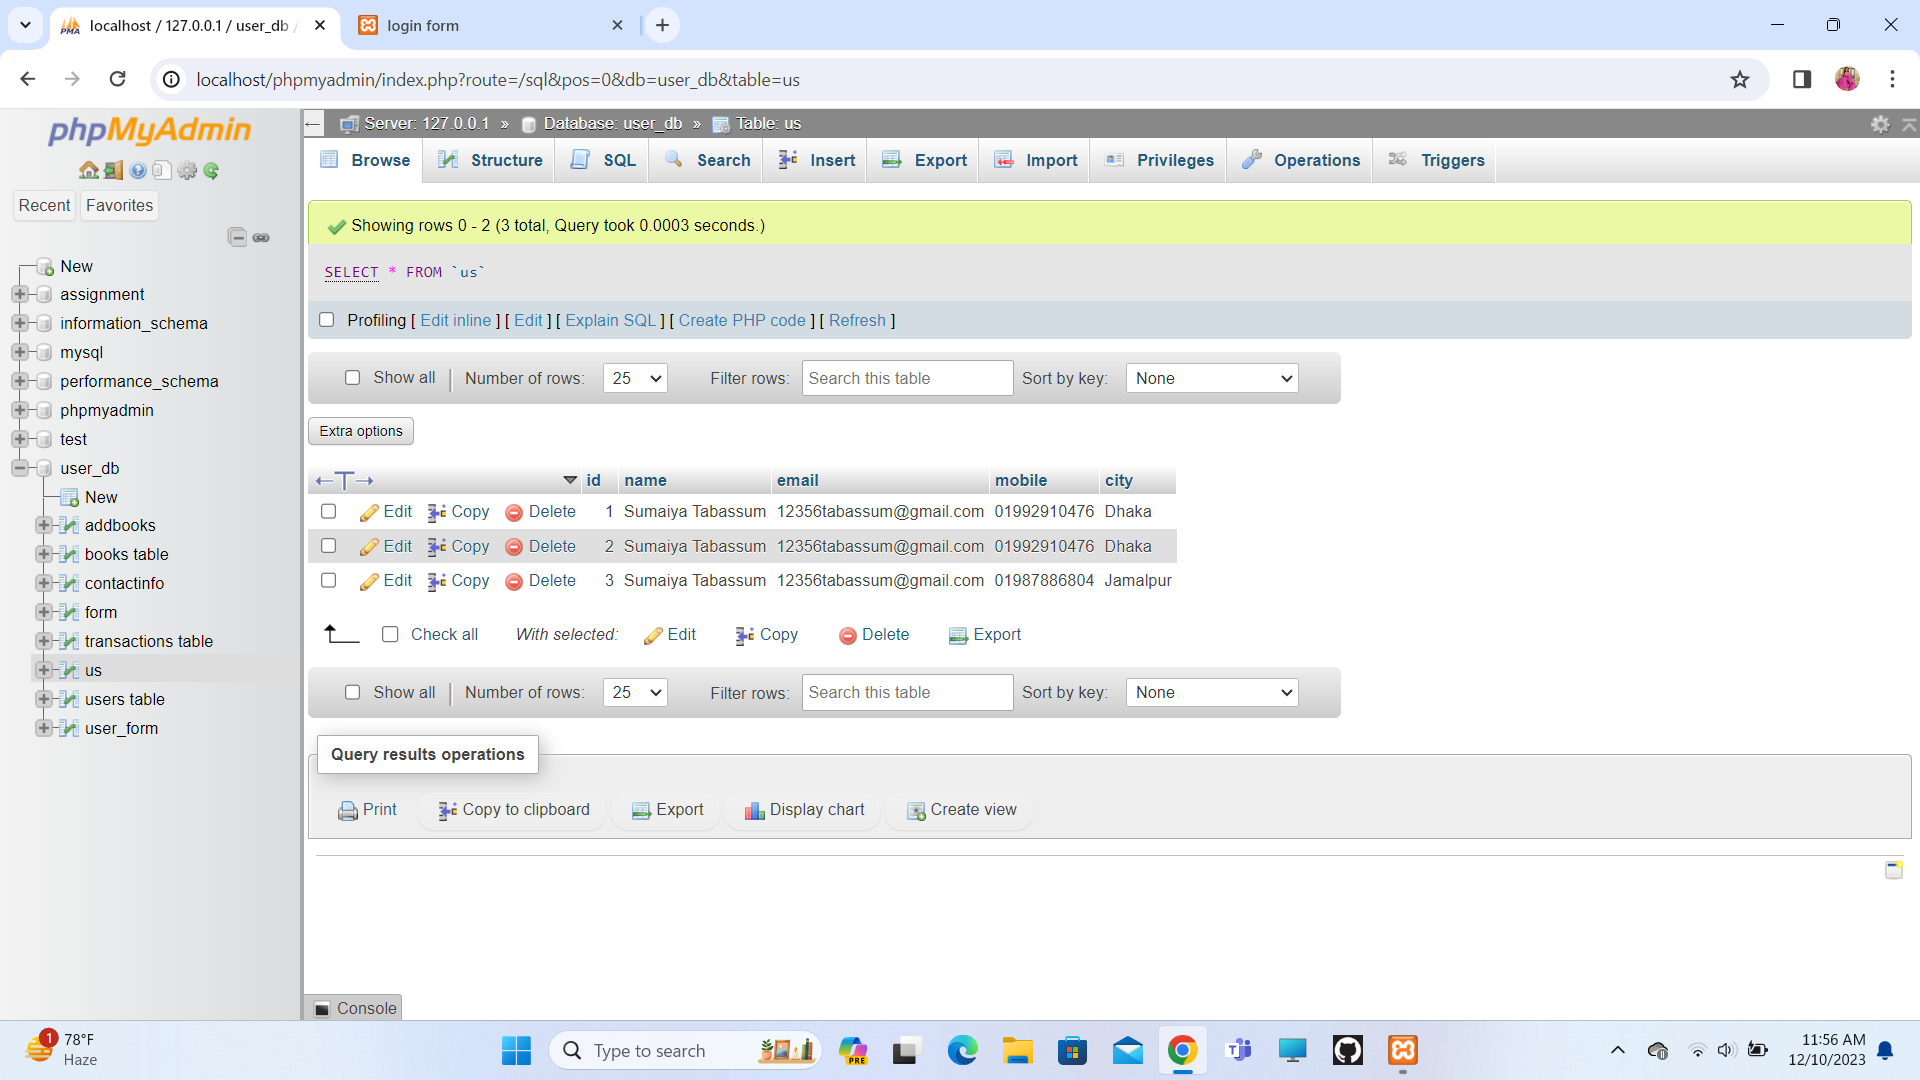 localhost / 127.0.0.1 / user_db /
login form
localhost/phpmyadmin/index.php?route=/sql&pos=0&db=user_db&table=us
phpMyAdmin
Recent Favorites
New
assignment
information_schema
mysql
performance_schema
phpmyadmin
test
user_db
New
addbooks
books table
contactinfo
form
transactions table
us
users table
user_form
Server: 127.0.0.1 » Database: user_db » Table: us
Browse Structure SQL Search Insert Export Import Privileges Operations Triggers
Showing rows 0 - 2 (3 total, Query took 0.0003 seconds.)
SELECT * FROM `us`
Profiling [ Edit inline ] [ Edit ] [ Explain SQL ] [ Create PHP code ] [ Refresh ]
Show all Number of rows: 25 Filter rows: Search this table Sort by key: None
Extra options
←T→ id name email mobile city
Edit Copy Delete 1 Sumaiya Tabassum 12356tabassum@gmail.com 01992910476 Dhaka
Edit Copy Delete 2 Sumaiya Tabassum 12356tabassum@gmail.com 01992910476 Dhaka
Edit Copy Delete 3 Sumaiya Tabassum 12356tabassum@gmail.com 01987886804 Jamalpur
Check all With selected: Edit Copy Delete Export
Show all Number of rows: 25 Filter rows: Search this table Sort by key: None
Query results operations
Print Copy to clipboard Export Display chart Create view
Console
1
78°F
Haze
Type to search
PRE
11:56 AM
12/10/2023